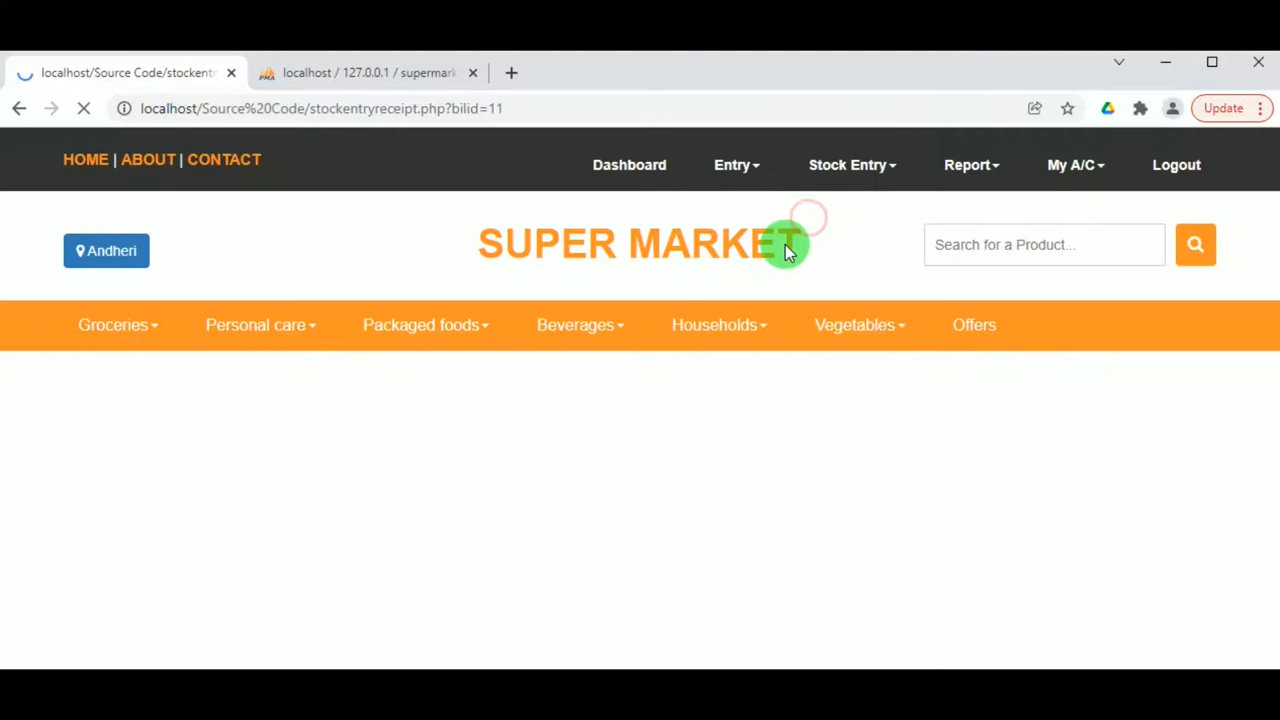 localhost/Source Code/stockentr
localhost / 127.0.0.1 / supermark
localhost/Source%20Code/stockentryreceipt.php?bilid=11
Update
HOME | ABOUT | CONTACT
Dashboard Entry Stock Entry Report My A/C Logout
Andheri
SUPER MARKET
Search for a Product...
Groceries Personal care Packaged foods Beverages Households Vegetables Offers